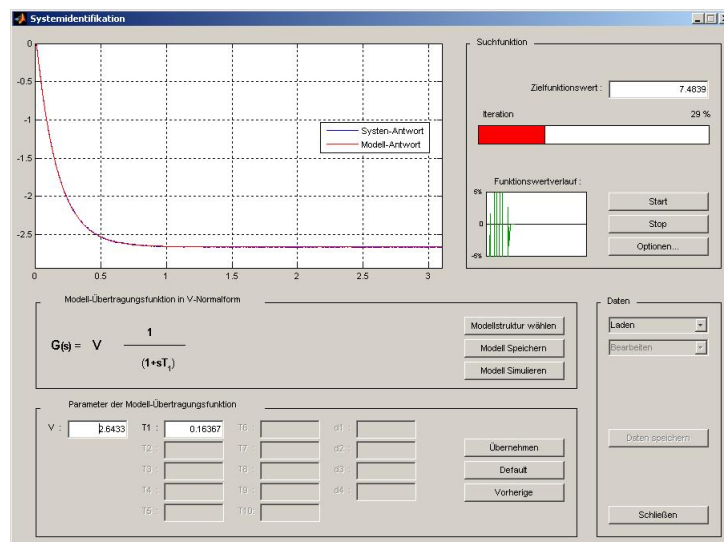 Systemidentifikation
0
-0.5
-1
-1.5
-2
-2.5
0 0.5 1 1.5 2 2.5 3
Systen-Antwort
Modell-Antwort
Suchfunktion
Zielfunktionswert : 7.4839
Iteration 29 %
Funktionswertverlauf :
6%
0
-6%
Start
Stop
Optionen...
Modell-Übertragungsfunktion in V-Normform
G(s) = V 1
(1+sT1)
Modellstruktur wählen
Modell Speichern
Modell Simulieren
Daten
Laden
Bearbeiten
Daten speichern
Schließen
Parameter der Modell-Übertragungsfunktion
V : 2.6433 T1 : 0.16367 T6 : d1 :
T2 : T7 : d2 :
T3 : T8 : d3 :
T4 : T9 : d4 :
T5 : T10:
Übernehmen
Default
Vorherige